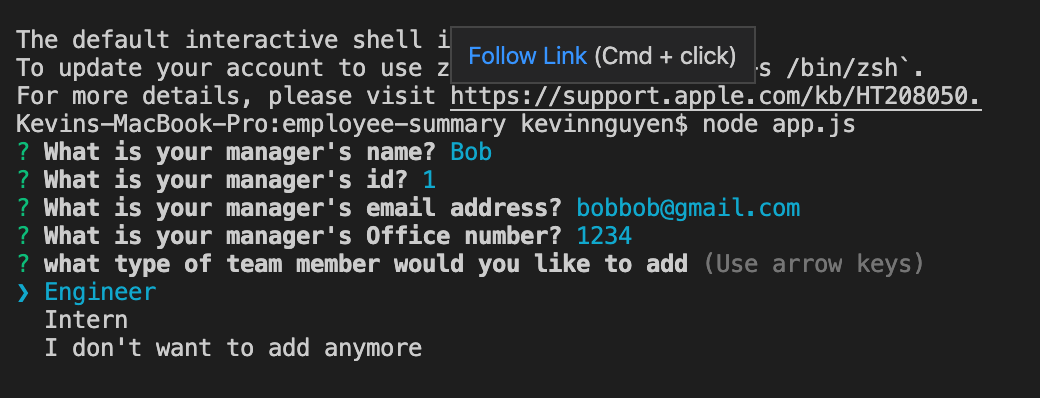 The default interactive shell i
Follow Link (Cmd + click)
To update your account to use z s /bin/zsh`.
For more details, please visit https://support.apple.com/kb/HT208050.
Kevins-MacBook-Pro:employee-summary kevinnguyen$ node app.js
? What is your manager's name? Bob
? What is your manager's id? 1
? What is your manager's email address? bobbob@gmail.com
? What is your manager's Office number? 1234
? what type of team member would you like to add (Use arrow keys)
❯ Engineer
Intern
I don't want to add anymore